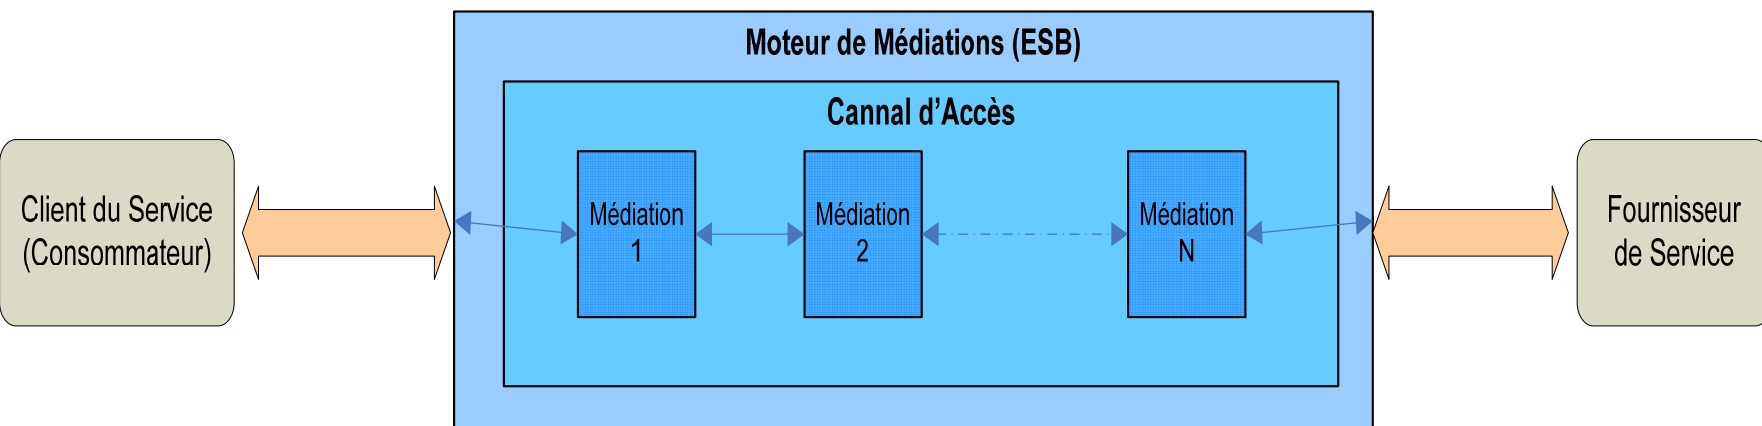 Moteur de Médiations (ESB)
Cannal d'Accès
Client du Service
(Consommateur)
Médiation
1
Médiation
2
Médiation
N
Fournisseur
de Service